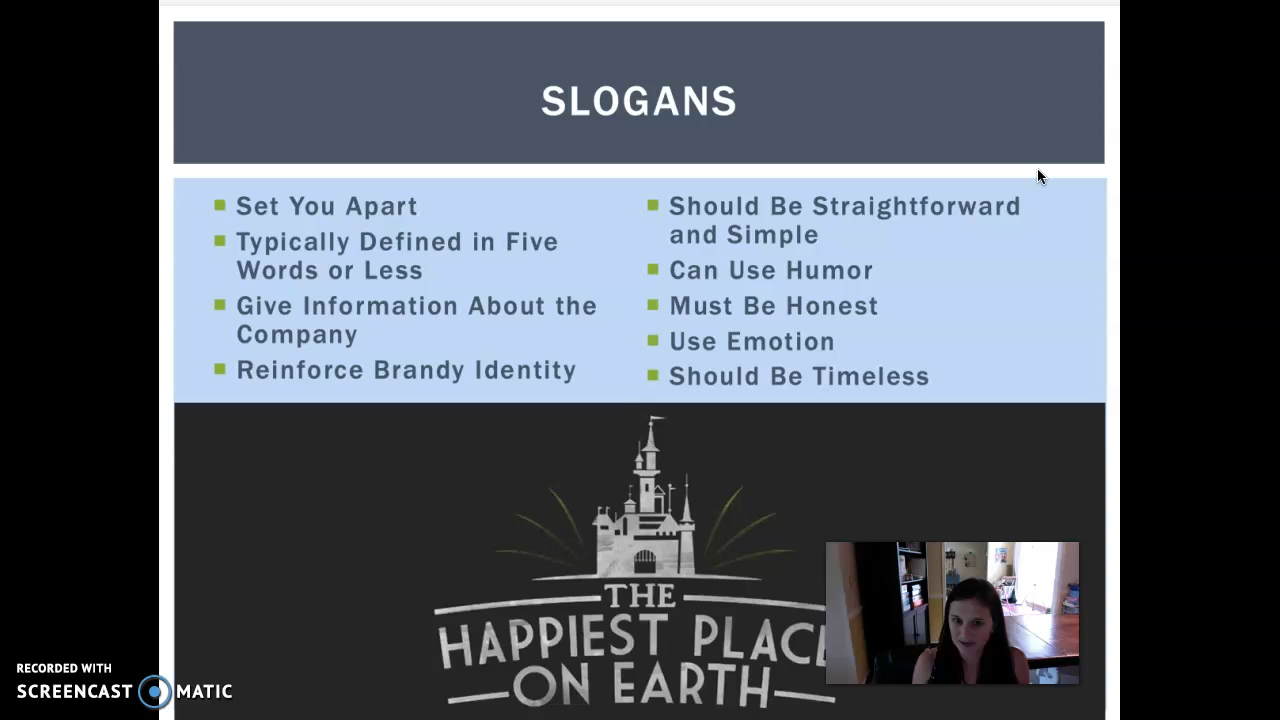 SLOGANS
Set You Apart
Typically Defined in Five
Words or Less
Give Information About the
Company
Reinforce Brandy Identity
Should Be Straightforward
and Simple
Can Use Humor
Must Be Honest
Use Emotion
Should Be Timeless
THE
HAPPIEST PLACE
ON EARTH
RECORDED WITH
SCREENCAST MATIC